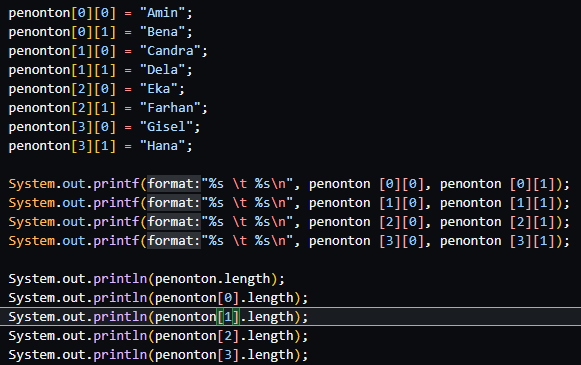 penonton[0][0] = "Amin";
penonton[0][1] = "Bena";
penonton[1][0] = "Candra";
penonton[1][1] = "Dela";
penonton[2][0] = "Eka";
penonton[2][1] = "Farhan";
penonton[3][0] = "Gisel";
penonton[3][1] = "Hana";
System.out.printf(format:"%s \t %s\n", penonton [0][0], penonton [0][1]);
System.out.printf(format:"%s \t %s\n", penonton [1][0], penonton [1][1]);
System.out.printf(format:"%s \t %s\n", penonton [2][0], penonton [2][1]);
System.out.printf(format:"%s \t %s\n", penonton [3][0], penonton [3][1]);
System.out.println(penonton.length);
System.out.println(penonton[0].length);
System.out.println(penonton[1].length);
System.out.println(penonton[2].length);
System.out.println(penonton[3].length);